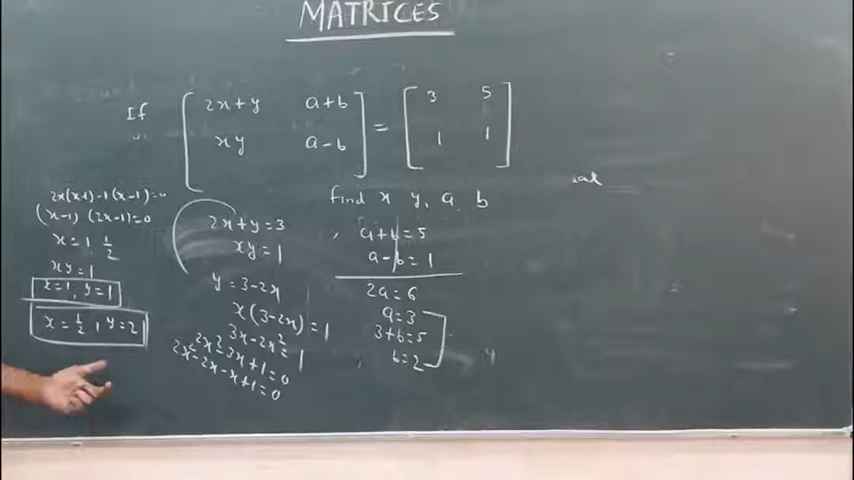 MATRICES
If [2x+y a+b] = [3 5]
[xy a-b] [1 1]
find x y, a b
2x(x+1)-1(x-1)=0
(x-1) (2x-1)=0
x=1 1/2
xy=1
x=1, y=1
x=1/2, y=2
2x+y=3
xy=1
y=3-2x
x(3-2x)=1
3x-2x²=1
2x²-3x+1=0
2x²-2x-x+1=0
a+b=5
a-b=1
2a=6
a=3
3+b=5
b=2